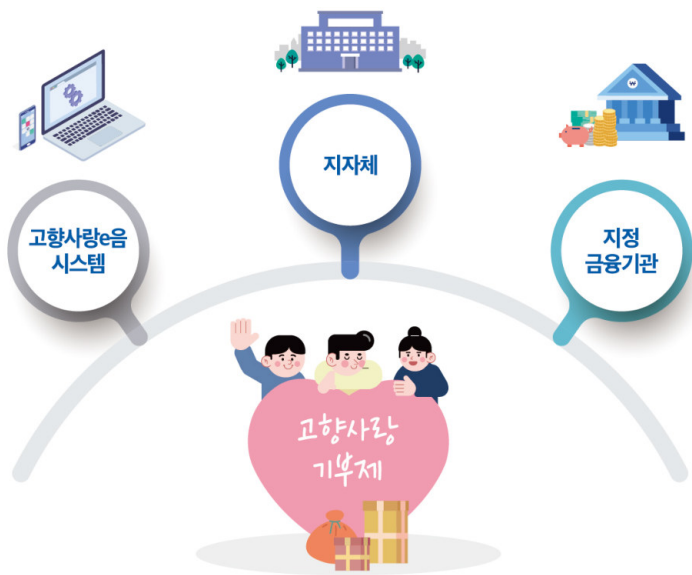 지자체
고향사랑e음
시스템
지정
금융기관
고향사랑
기부제